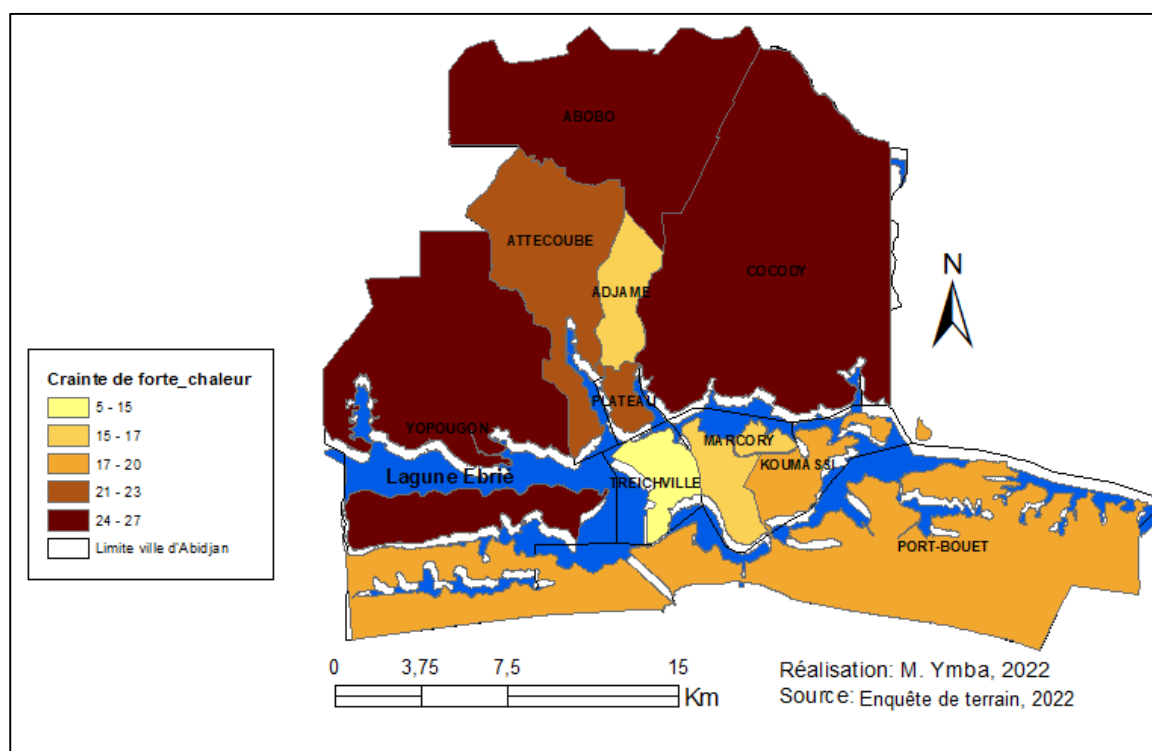 ABOBO
ATTECOUBE
COCODY
ADJAME
N
PLATEAU
YOPOUGON
MARCORY
KOUMASSI
Lagune Ebrié
TREICHVILLE
PORT-BOUET
Crainte de forte_chaleur
5 - 15
15 - 17
17 - 20
21 - 23
24 - 27
Limite ville d'Abidjan
0 3,75 7,5 15
Km
Réalisation: M. Ymba, 2022
Source: Enquête de terrain, 2022